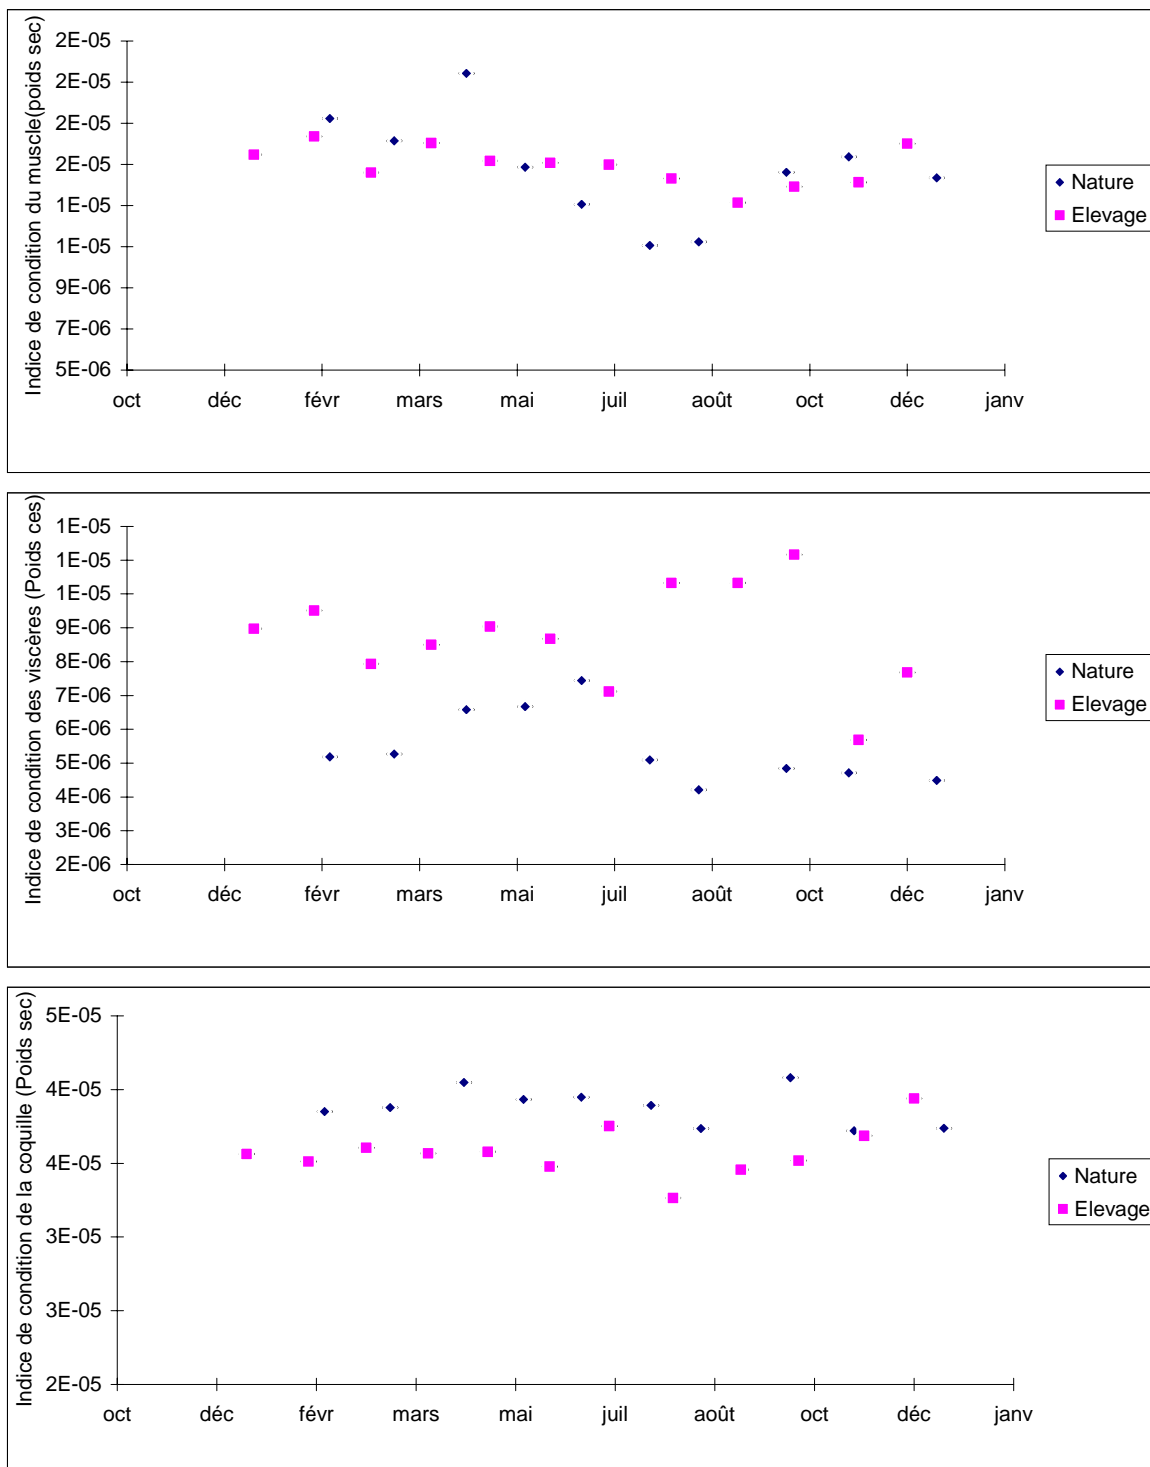 Indice de condition du muscle(poids sec)
2E-05
2E-05
2E-05
2E-05
1E-05
1E-05
9E-06
7E-06
5E-06
oct déc févr mars mai juil août oct déc janv
Nature
Elevage
Indice de condition des viscères (Poids ces)
1E-05
1E-05
1E-05
9E-06
8E-06
7E-06
6E-06
5E-06
4E-06
3E-06
2E-06
oct déc févr mars mai juil août oct déc janv
Nature
Elevage
Indice de condition de la coquille (Poids sec)
5E-05
4E-05
4E-05
3E-05
3E-05
2E-05
oct déc févr mars mai juil août oct déc janv
Nature
Elevage